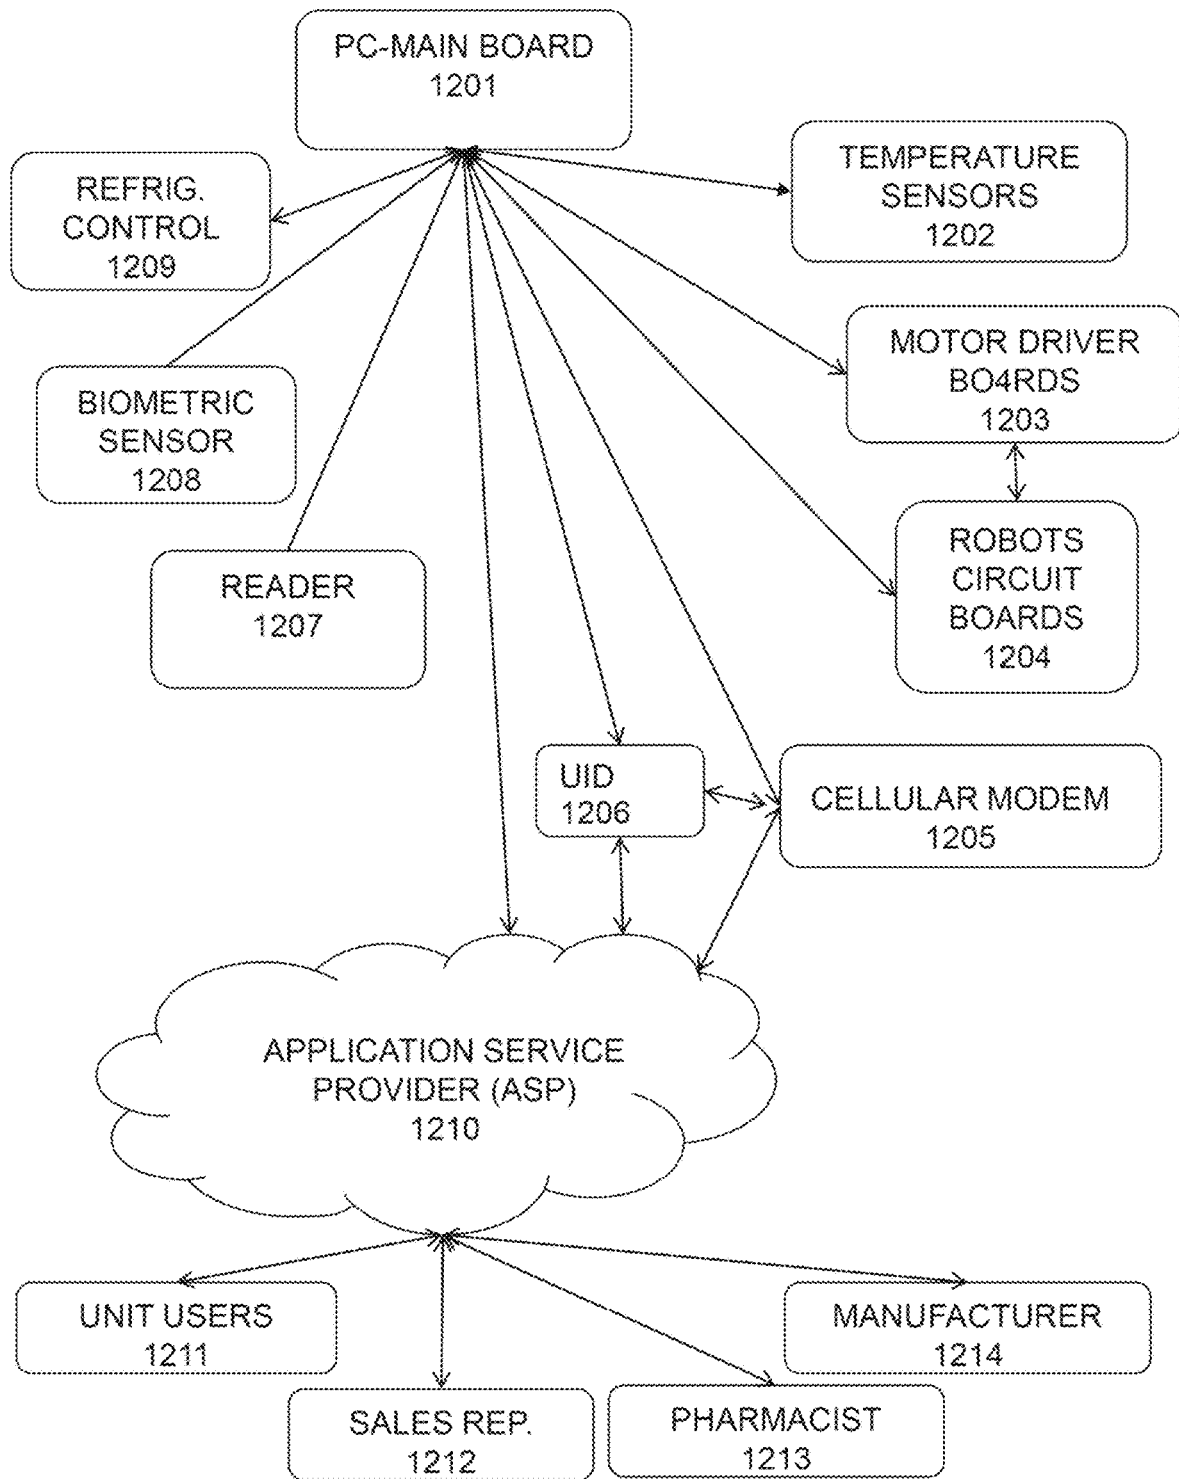 PC-MAIN BOARD
1201
TEMPERATURE
SENSORS
1202
REFRIG.
CONTROL
1209
MOTOR DRIVER
BO4RDS
1203
BIOMETRIC
SENSOR
1208
ROBOTS
CIRCUIT
BOARDS
1204
READER
1207
UID
1206
CELLULAR MODEM
1205
APPLICATION SERVICE
PROVIDER (ASP)
1210
UNIT USERS
1211
MANUFACTURER
1214
SALES REP.
1212
PHARMACIST
1213